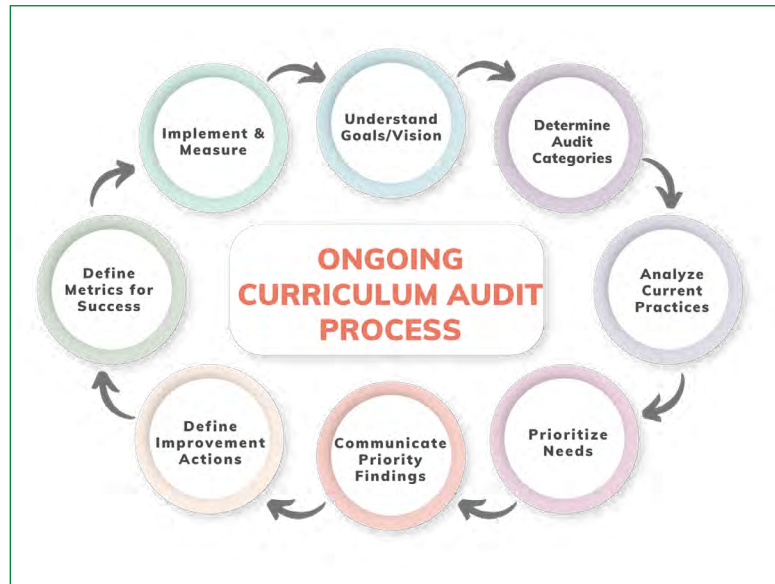 Implement &
Measure
Understand
Goals/Vision
Determine
Audit
Categories
Analyze
Current
Practices
Prioritize
Needs
Communicate
Priority
Findings
Define
Improvement
Actions
Define
Metrics for
Success
ONGOING
CURRICULUM AUDIT
PROCESS